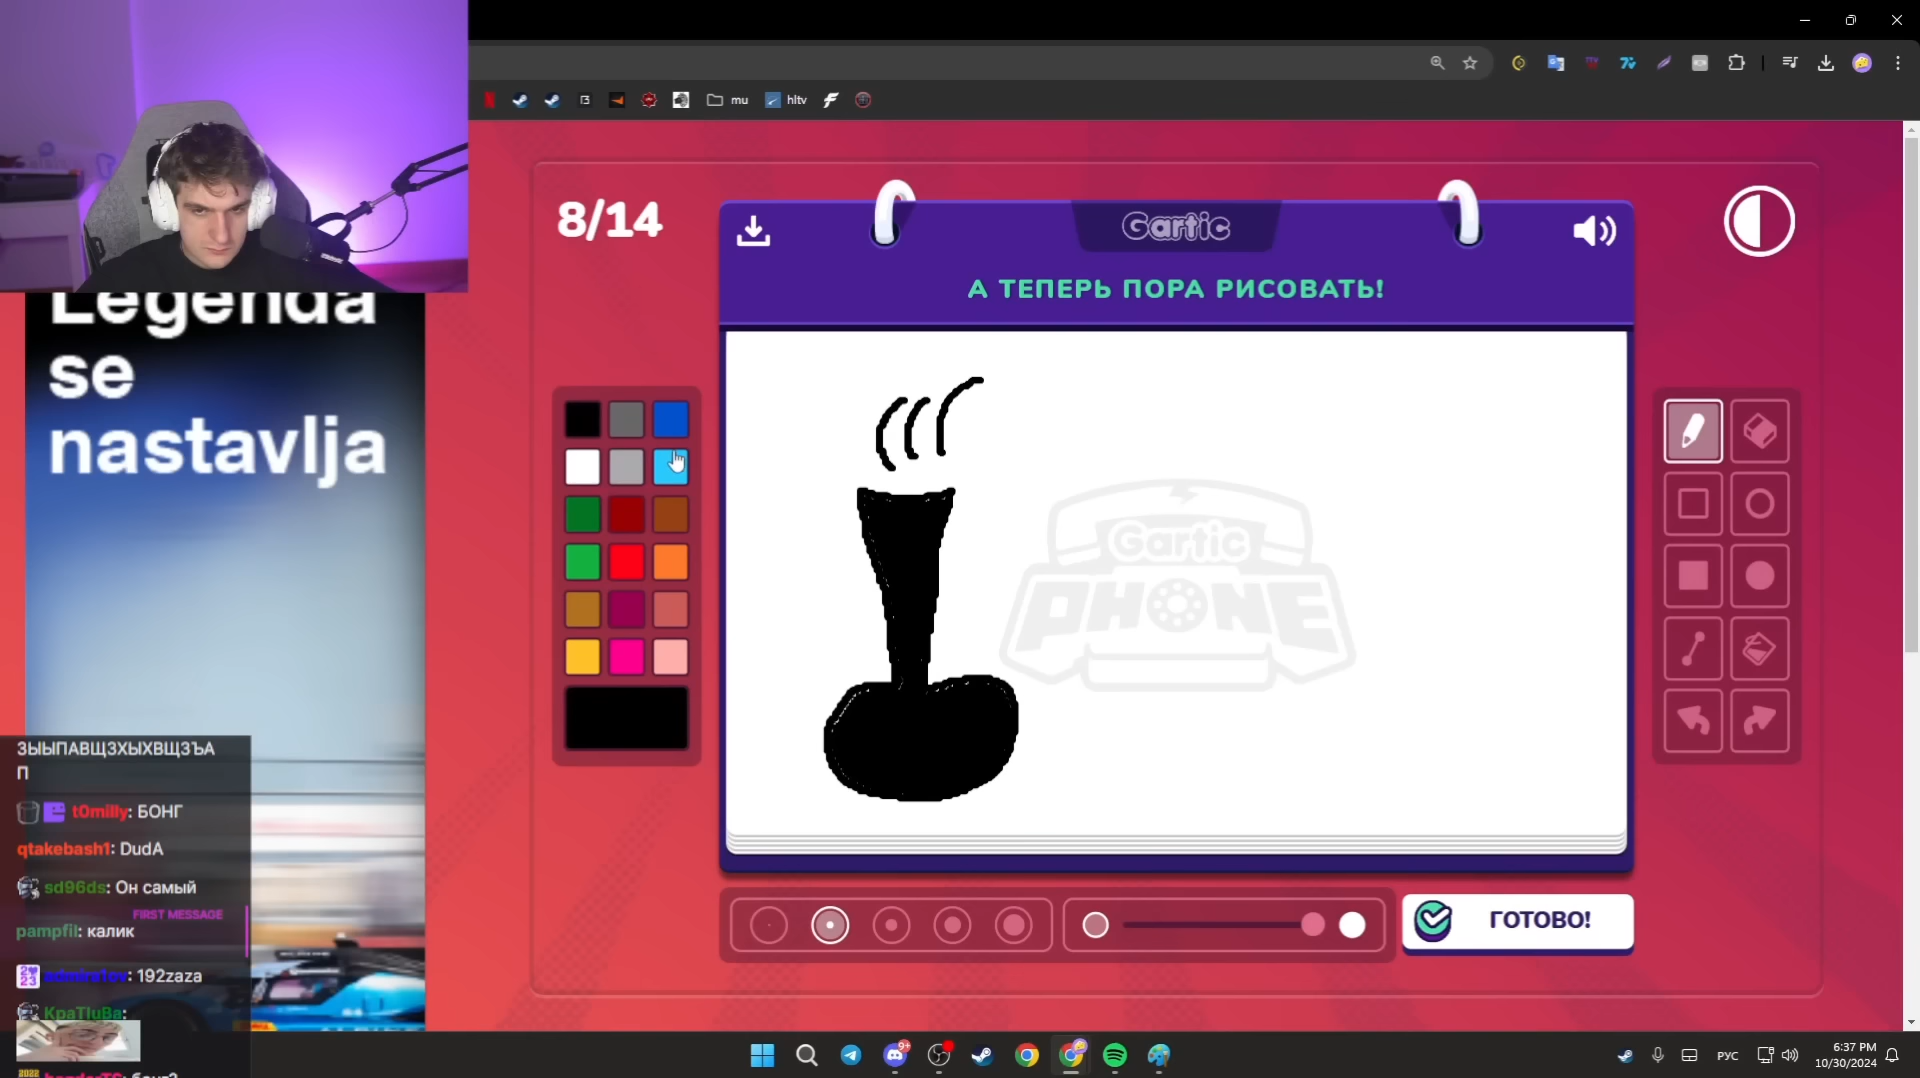 mu
hltv
8/14
Gartic
А ТЕПЕРЬ ПОРА РИСОВАТЬ!
Legenda
se
nastavlja
Gartic
PHONE
ЗЫЫПАВЩЗХЫХВЩЗЪА
П
t0milly: БОНГ
qtakebash1: DudA
sd96ds: Он самый
FIRST MESSAGE
pampfil: калик
: 192zaza
KpaTIuBa:
ГОТОВО!
РУС
6:37 PM
10/30/2024